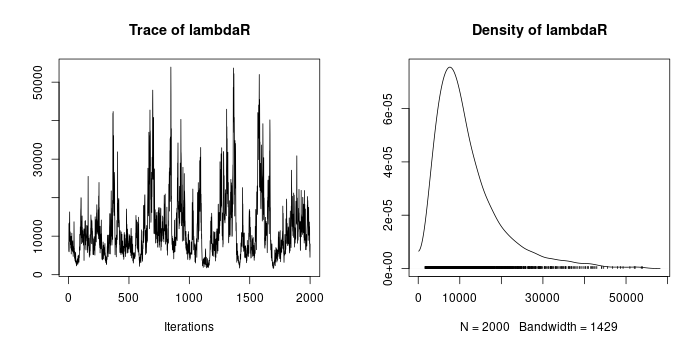 Trace of lambdaR
50000
30000
10000
0
0 500 1000 1500 2000
Iterations
Density of lambdaR
6e-05
4e-05
2e-05
0e+00
0 10000 30000 50000
N = 2000 Bandwidth = 1429